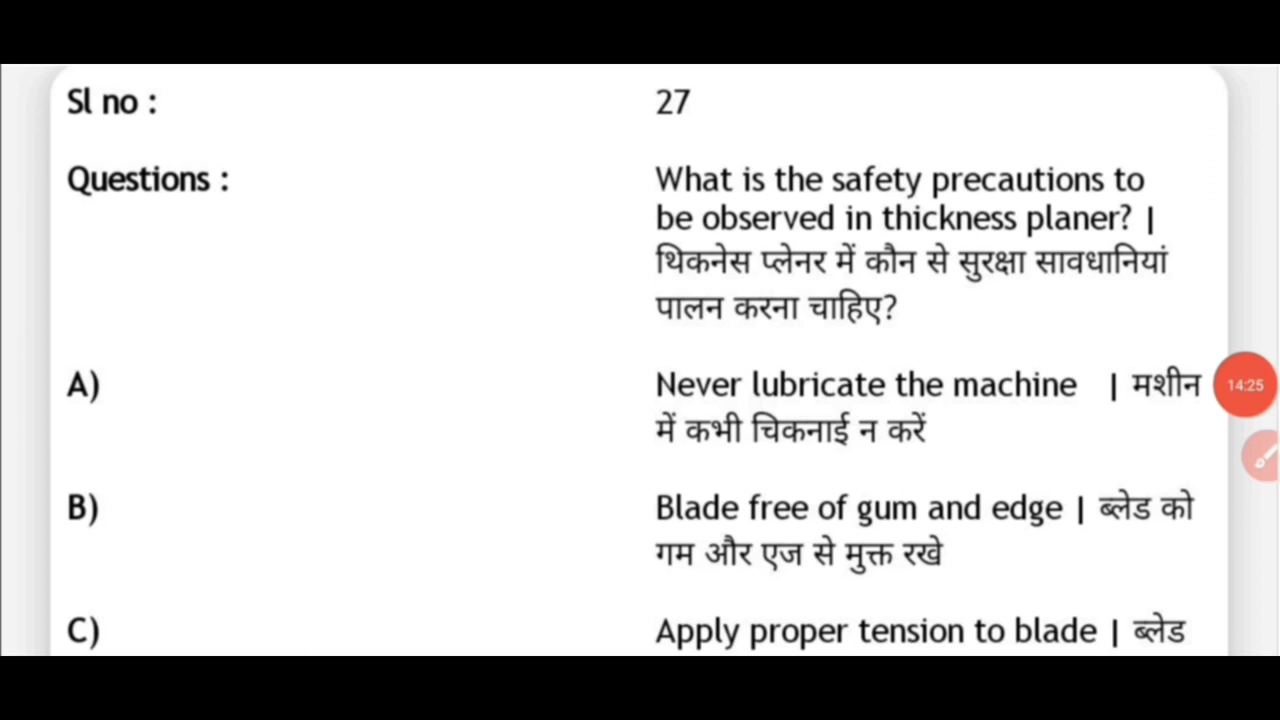 Sl no : 27
Questions : What is the safety precautions to
be observed in thickness planer? |
थिकनेस प्लेनर में कौन से सुरक्षा सावधानियां
पालन करना चाहिए?
A) Never lubricate the machine | मशीन
में कभी चिकनाई न करें
B) Blade free of gum and edge | ब्लेड को
गम और एज से मुक्त रखे
C) Apply proper tension to blade | ब्लेड
14:25